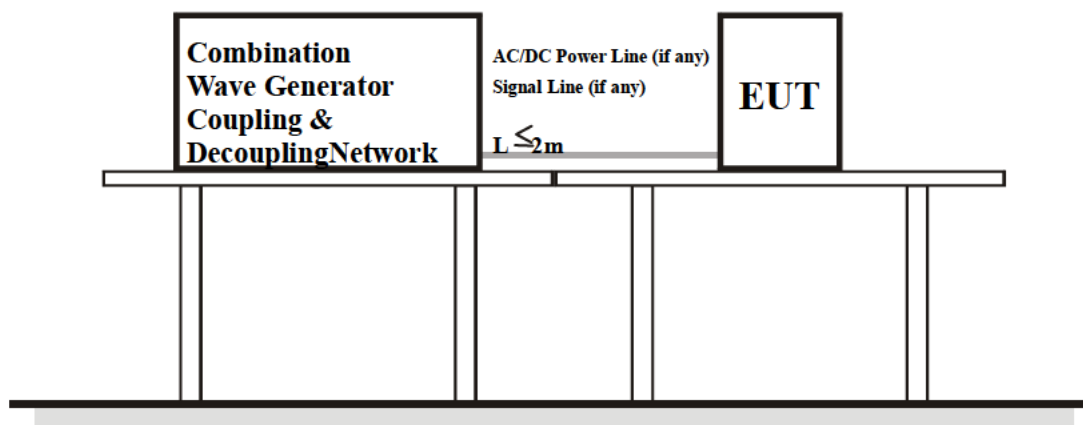 Combination
Wave Generator
Coupling &
DecouplingNetwork
AC/DC Power Line (if any)
Signal Line (if any)
L ≤2m
EUT